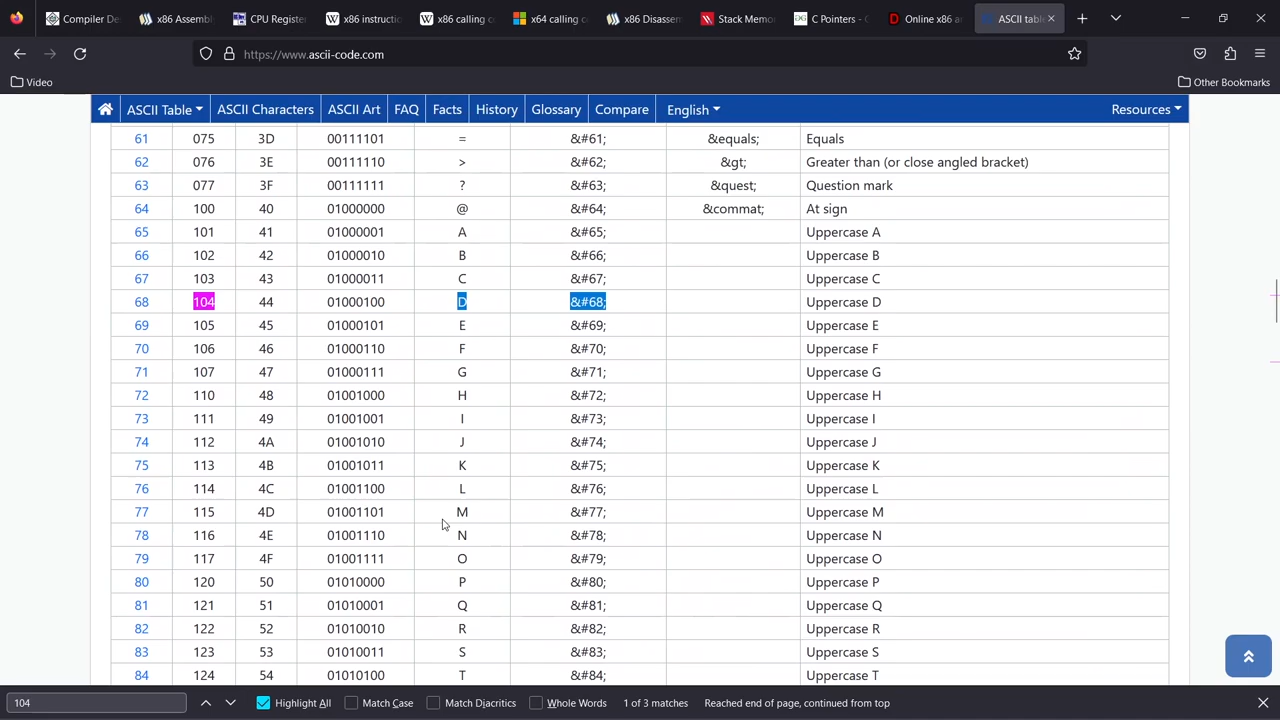 Compiler De
x86 Assemb
CPU Registe
x86 instructio
x86 calling co
x64 calling co
x86 Disassem
Stack Memo
C Pointers - G
Online x86 an
ASCII table
https://www.ascii-code.com
Video
Other Bookmarks
ASCII Table ASCII Characters ASCII Art FAQ Facts History Glossary Compare English Resources
61 075 3D 00111101 = &#61; &equals; Equals
62 076 3E 00111110 > &#62; &gt; Greater than (or close angled bracket)
63 077 3F 00111111 ? &#63; &quest; Question mark
64 100 40 01000000 @ &#64; &commat; At sign
65 101 41 01000001 A &#65; Uppercase A
66 102 42 01000010 B &#66; Uppercase B
67 103 43 01000011 C &#67; Uppercase C
68 104 44 01000100 D &#68; Uppercase D
69 105 45 01000101 E &#69; Uppercase E
70 106 46 01000110 F &#70; Uppercase F
71 107 47 01000111 G &#71; Uppercase G
72 110 48 01001000 H &#72; Uppercase H
73 111 49 01001001 I &#73; Uppercase I
74 112 4A 01001010 J &#74; Uppercase J
75 113 4B 01001011 K &#75; Uppercase K
76 114 4C 01001100 L &#76; Uppercase L
77 115 4D 01001101 M &#77; Uppercase M
78 116 4E 01001110 N &#78; Uppercase N
79 117 4F 01001111 O &#79; Uppercase O
80 120 50 01010000 P &#80; Uppercase P
81 121 51 01010001 Q &#81; Uppercase Q
82 122 52 01010010 R &#82; Uppercase R
83 123 53 01010011 S &#83; Uppercase S
84 124 54 01010100 T &#84; Uppercase T
104 Highlight All Match Case Match Diacritics Whole Words 1 of 3 matches Reached end of page, continued from top